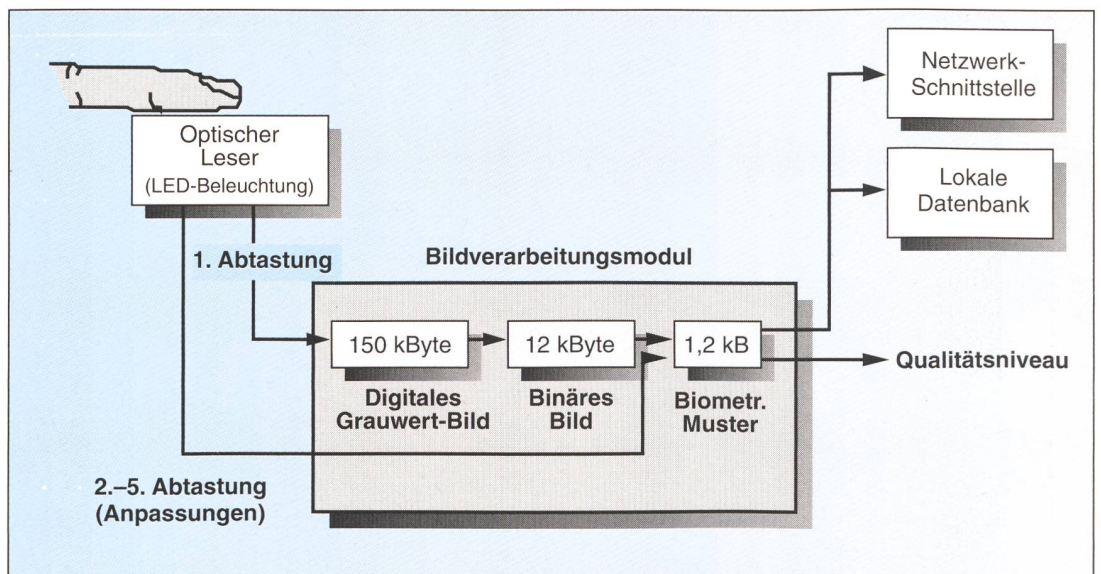 Netzwerk-
Schnittstelle
Optischer
Leser
(LED-Beleuchtung)
Lokale
Datenbank
1. Abtastung
Bildverarbeitungsmodul
150 kByte
12 kByte
1,2 kB
Qualitätsniveau
Digitales
Grauwert-Bild
Binäres
Bild
Biometr.
Muster
2.–5. Abtastung
(Anpassungen)